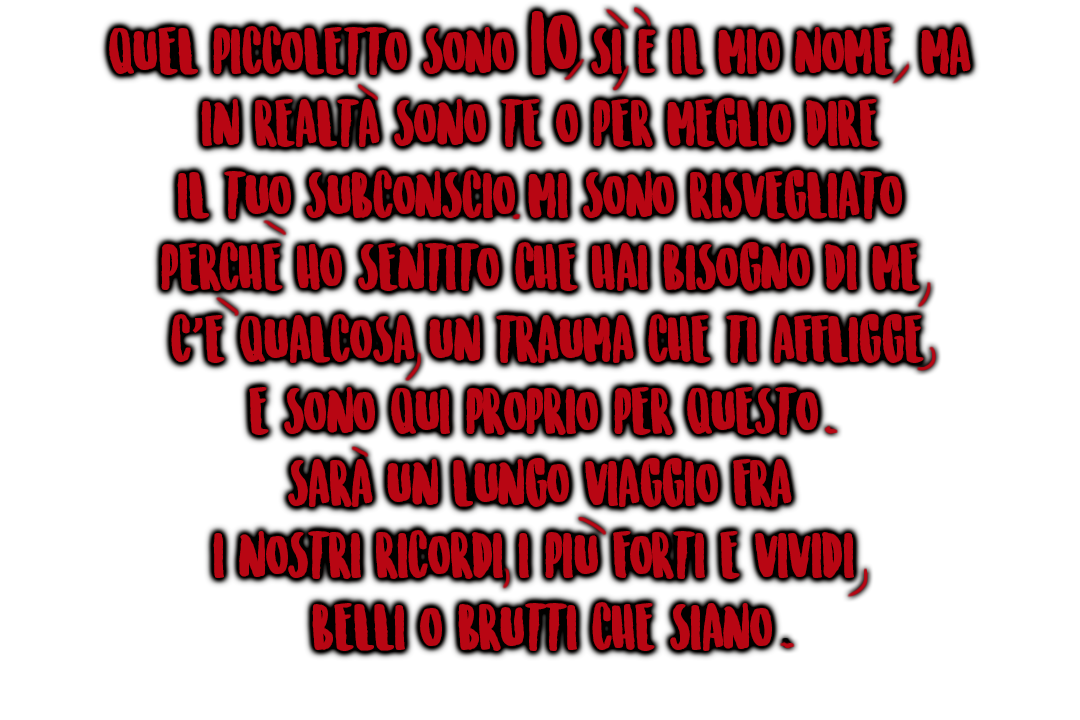 QUEL PICCOLETTO SONO IO, SÌ, È IL MIO NOME, MA
IN REALTÀ SONO TE O PER MEGLIO DIRE
IL TUO SUBCONSCIO. MI SONO RISVEGLIATO
PERCHÈ HO SENTITO CHE HAI BISOGNO DI ME,
C'È QUALCOSA, UN TRAUMA CHE TI AFFLIGGE,
E SONO QUI PROPRIO PER QUESTO.
SARÀ UN LUNGO VIAGGIO FRA
I NOSTRI RICORDI, I PIÙ FORTI E VIVIDI,
BELLI O BRUTTI CHE SIANO.